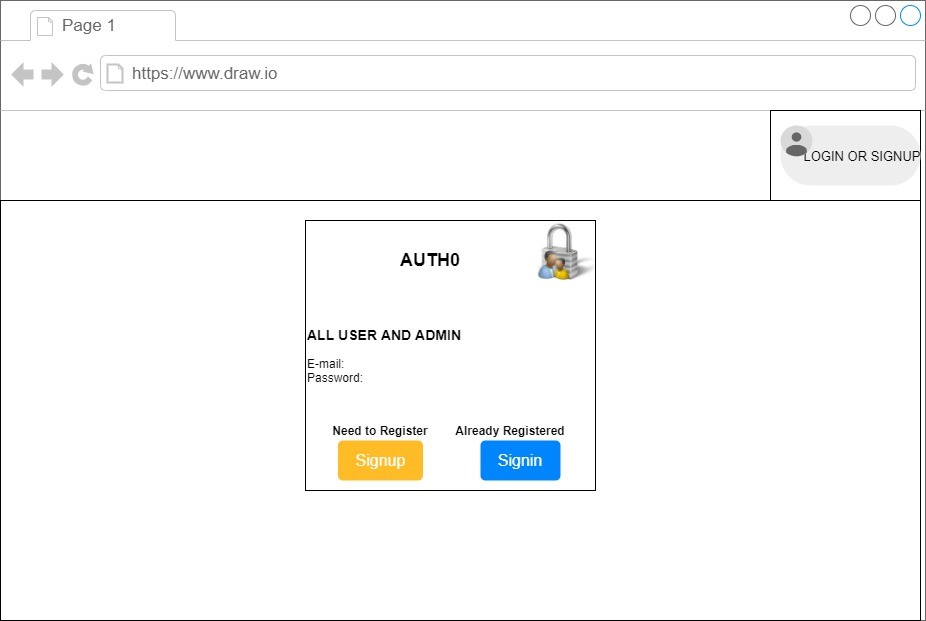 Page 1
https://www.draw.io
LOGIN OR SIGNUP
AUTH0
ALL USER AND ADMIN
E-mail:
Password:
Need to Register
Already Registered
Signup
Signin